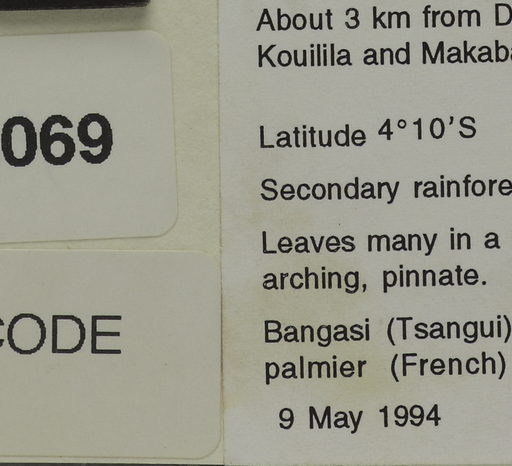 069
CODE
About 3 km from D
Kouilila and Makaba
Latitude 4°10'S
Secondary rainfore
Leaves many in a
arching, pinnate.
Bangasi (Tsangui)
palmier (French)
9 May 1994